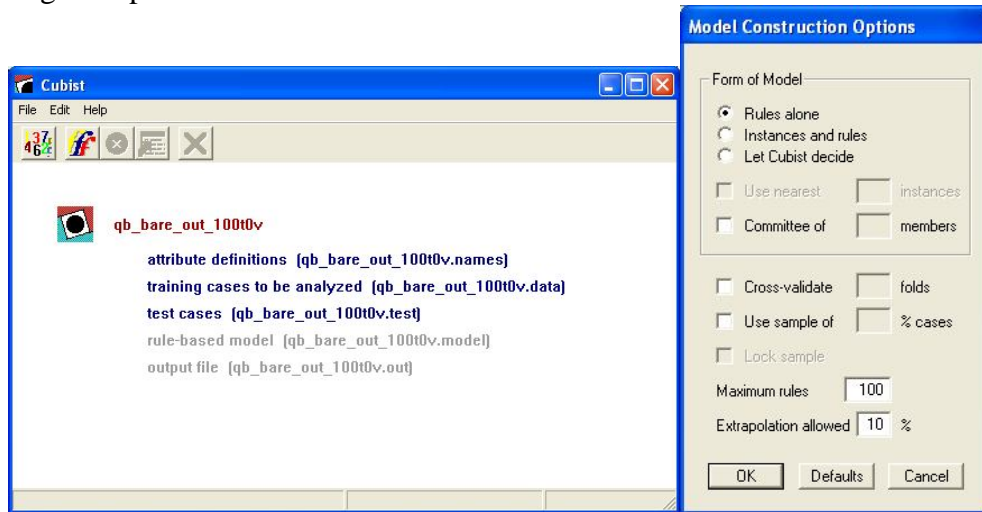 Cubist
File Edit Help
qb_bare_out_100t0v
attribute definitions (qb_bare_out_100t0v.names)
training cases to be analyzed (qb_bare_out_100t0v.data)
test cases (qb_bare_out_100t0v.test)
rule-based model (qb_bare_out_100t0v.model)
output file (qb_bare_out_100t0v.out)
Model Construction Options
Form of Model
Rules alone
Instances and rules
Let Cubist decide
Use nearest instances
Committee of members
Cross-validate folds
Use sample of % cases
Lock sample
Maximum rules 100
Extrapolation allowed 10 %
OK Defaults Cancel